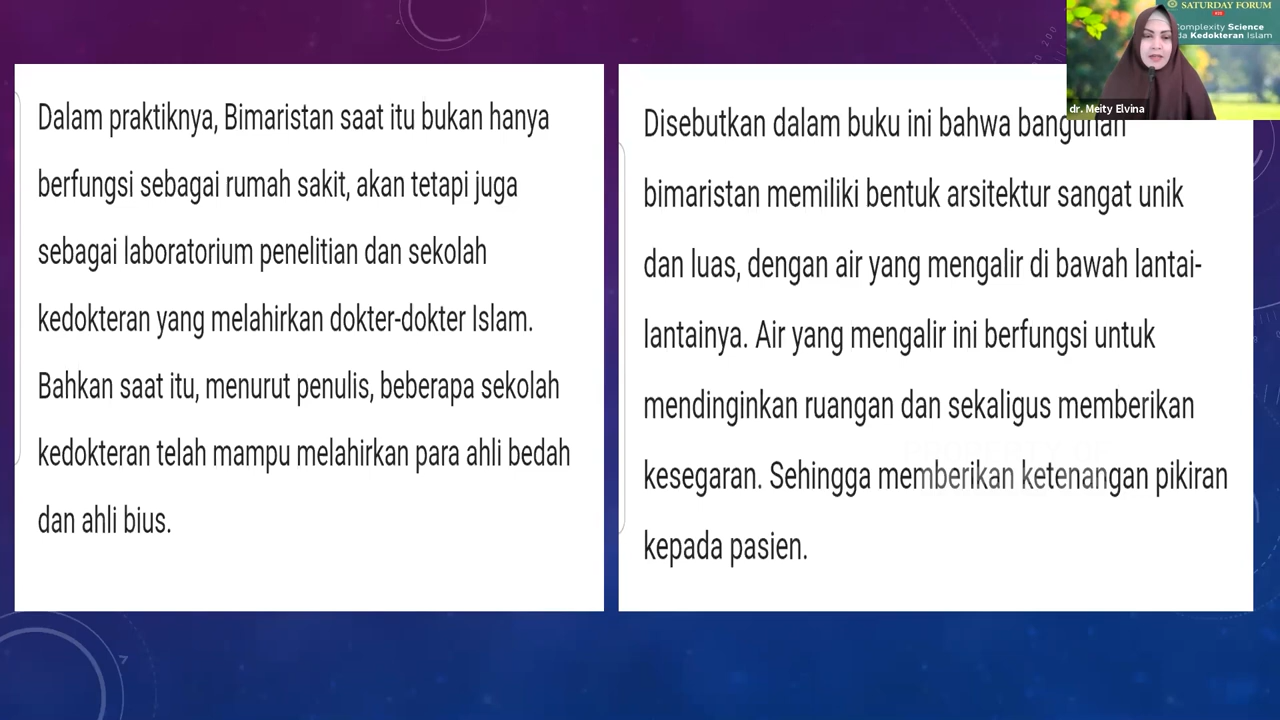 Dalam praktiknya, Bimaristan saat itu bukan hanya
berfungsi sebagai rumah sakit, akan tetapi juga
sebagai laboratorium penelitian dan sekolah
kedokteran yang melahirkan dokter-dokter Islam.
Bahkan saat itu, menurut penulis, beberapa sekolah
kedokteran telah mampu melahirkan para ahli bedah
dan ahli bius.
Disebutkan dalam buku ini bahwa bangunan
bimaristan memiliki bentuk arsitektur sangat unik
dan luas, dengan air yang mengalir di bawah lantai-
lantainya. Air yang mengalir ini berfungsi untuk
mendinginkan ruangan dan sekaligus memberikan
kesegaran. Sehingga memberikan ketenangan pikiran
kepada pasien.
SATURDAY FORUM
Complexity Science
Kedokteran Islam
dr. Meity Elvina
200